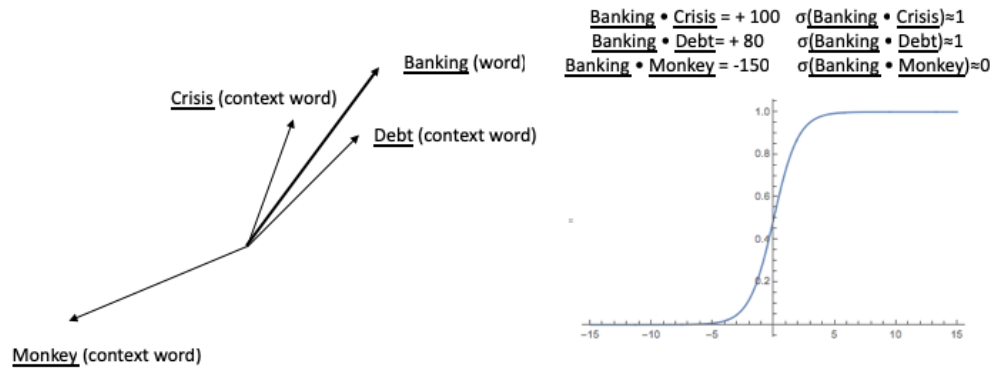 Banking • Crisis = + 100 σ(Banking • Crisis)≈1
Banking • Debt= + 80 σ(Banking • Debt)≈1
Banking • Monkey = -150 σ(Banking • Monkey)≈0
Banking (word)
Crisis (context word)
Debt (context word)
Monkey (context word)
1.0
0.8
0.6
0.4
0.2
-15 -10 -5 5 10 15